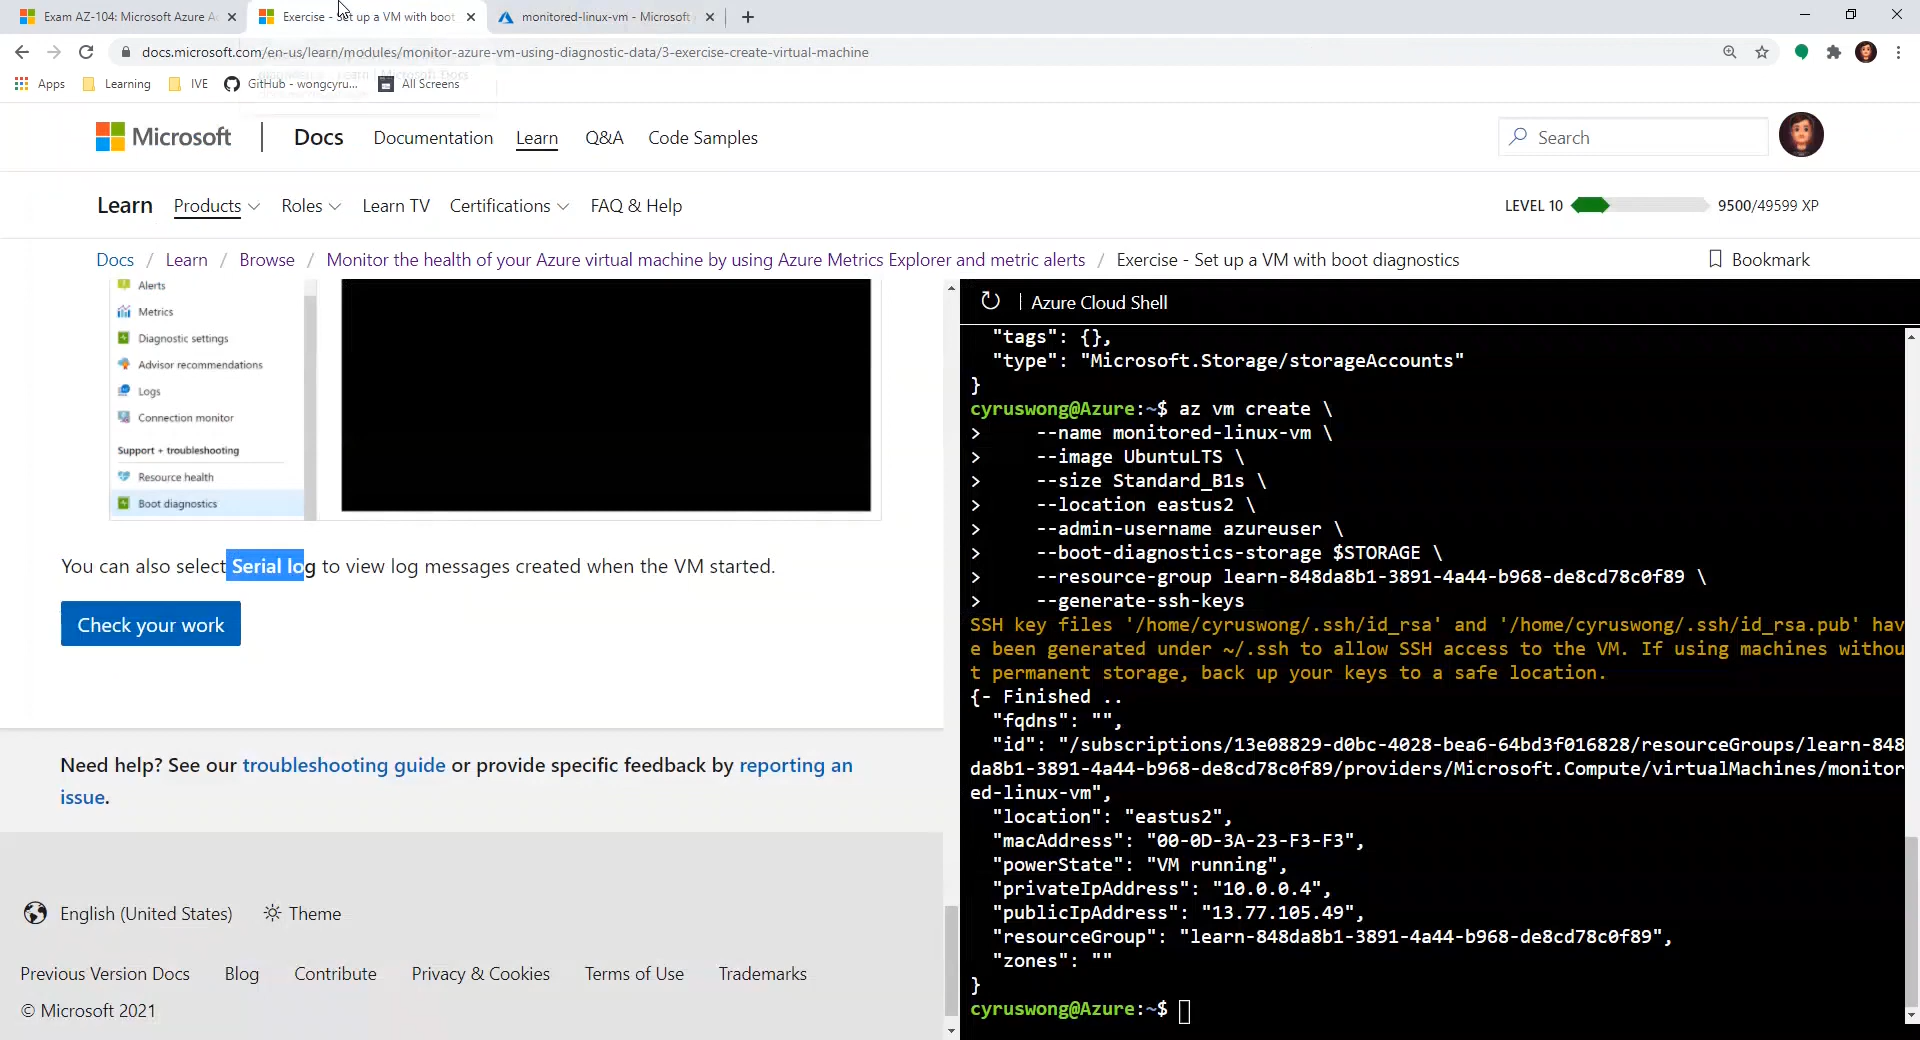 Exam AZ-104: Microsoft Azure A
Exercise - Set up a VM with boot
monitored-linux-vm - Microsoft
docs.microsoft.com/en-us/learn/modules/monitor-azure-vm-using-diagnostic-data/3-exercise-create-virtual-machine
Apps
Learning
IVE
GitHub - wongcyru...
All Screens
Microsoft
Docs
Documentation
Learn
Q&A
Code Samples
Search
Learn
Products
Roles
Learn TV
Certifications
FAQ & Help
LEVEL 10
9500/49599 XP
Docs / Learn / Browse / Monitor the health of your Azure virtual machine by using Azure Metrics Explorer and metric alerts / Exercise - Set up a VM with boot diagnostics
Bookmark
Alerts
Metrics
Diagnostic settings
Advisor recommendations
Logs
Connection monitor
Support + troubleshooting
Resource health
Boot diagnostics
You can also select Serial log to view log messages created when the VM started.
Check your work
Need help? See our troubleshooting guide or provide specific feedback by reporting an
issue.
English (United States)
Theme
Previous Version Docs
Blog
Contribute
Privacy & Cookies
Terms of Use
Trademarks
© Microsoft 2021
| Azure Cloud Shell
"tags": {},
"type": "Microsoft.Storage/storageAccounts"
}
cyruswong@Azure:~$ az vm create \
> --name monitored-linux-vm \
> --image UbuntuLTS \
> --size Standard_B1s \
> --location eastus2 \
> --admin-username azureuser \
> --boot-diagnostics-storage $STORAGE \
> --resource-group learn-848da8b1-3891-4a44-b968-de8cd78c0f89 \
> --generate-ssh-keys
SSH key files '/home/cyruswong/.ssh/id_rsa' and '/home/cyruswong/.ssh/id_rsa.pub' hav
e been generated under ~/.ssh to allow SSH access to the VM. If using machines withou
t permanent storage, back up your keys to a safe location.
{- Finished ..
"fqdns": "",
"id": "/subscriptions/13e08829-d0bc-4028-bea6-64bd3f016828/resourceGroups/learn-848
da8b1-3891-4a44-b968-de8cd78c0f89/providers/Microsoft.Compute/virtualMachines/monitor
ed-linux-vm",
"location": "eastus2",
"macAddress": "00-0D-3A-23-F3-F3",
"powerState": "VM running",
"privateIpAddress": "10.0.0.4",
"publicIpAddress": "13.77.105.49",
"resourceGroup": "learn-848da8b1-3891-4a44-b968-de8cd78c0f89",
"zones": ""
}
cyruswong@Azure:~$